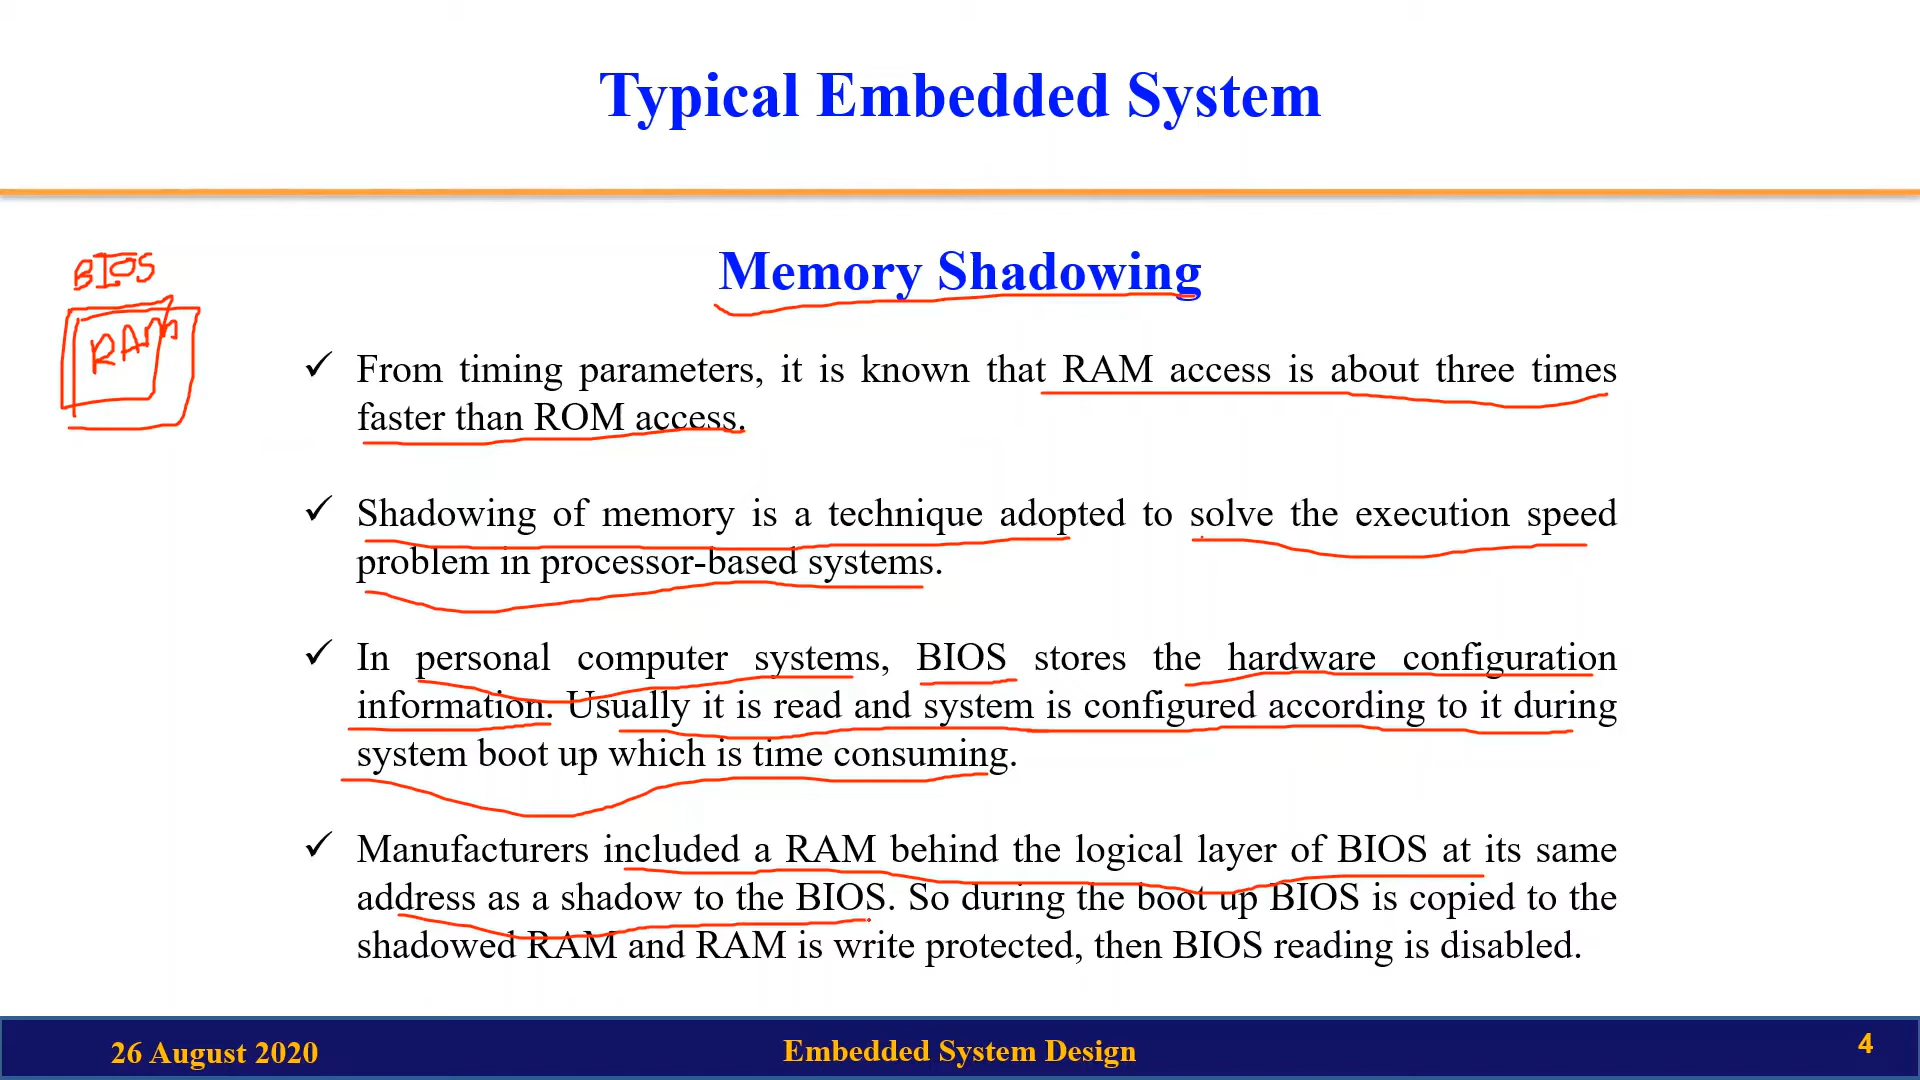 Typical Embedded System
BIOS
RAM
Memory Shadowing
✓ From timing parameters, it is known that RAM access is about three times
faster than ROM access.
✓ Shadowing of memory is a technique adopted to solve the execution speed
problem in processor-based systems.
✓ In personal computer systems, BIOS stores the hardware configuration
information. Usually it is read and system is configured according to it during
system boot up which is time consuming.
✓ Manufacturers included a RAM behind the logical layer of BIOS at its same
address as a shadow to the BIOS. So during the boot up BIOS is copied to the
shadowed RAM and RAM is write protected, then BIOS reading is disabled.
26 August 2020
Embedded System Design
4